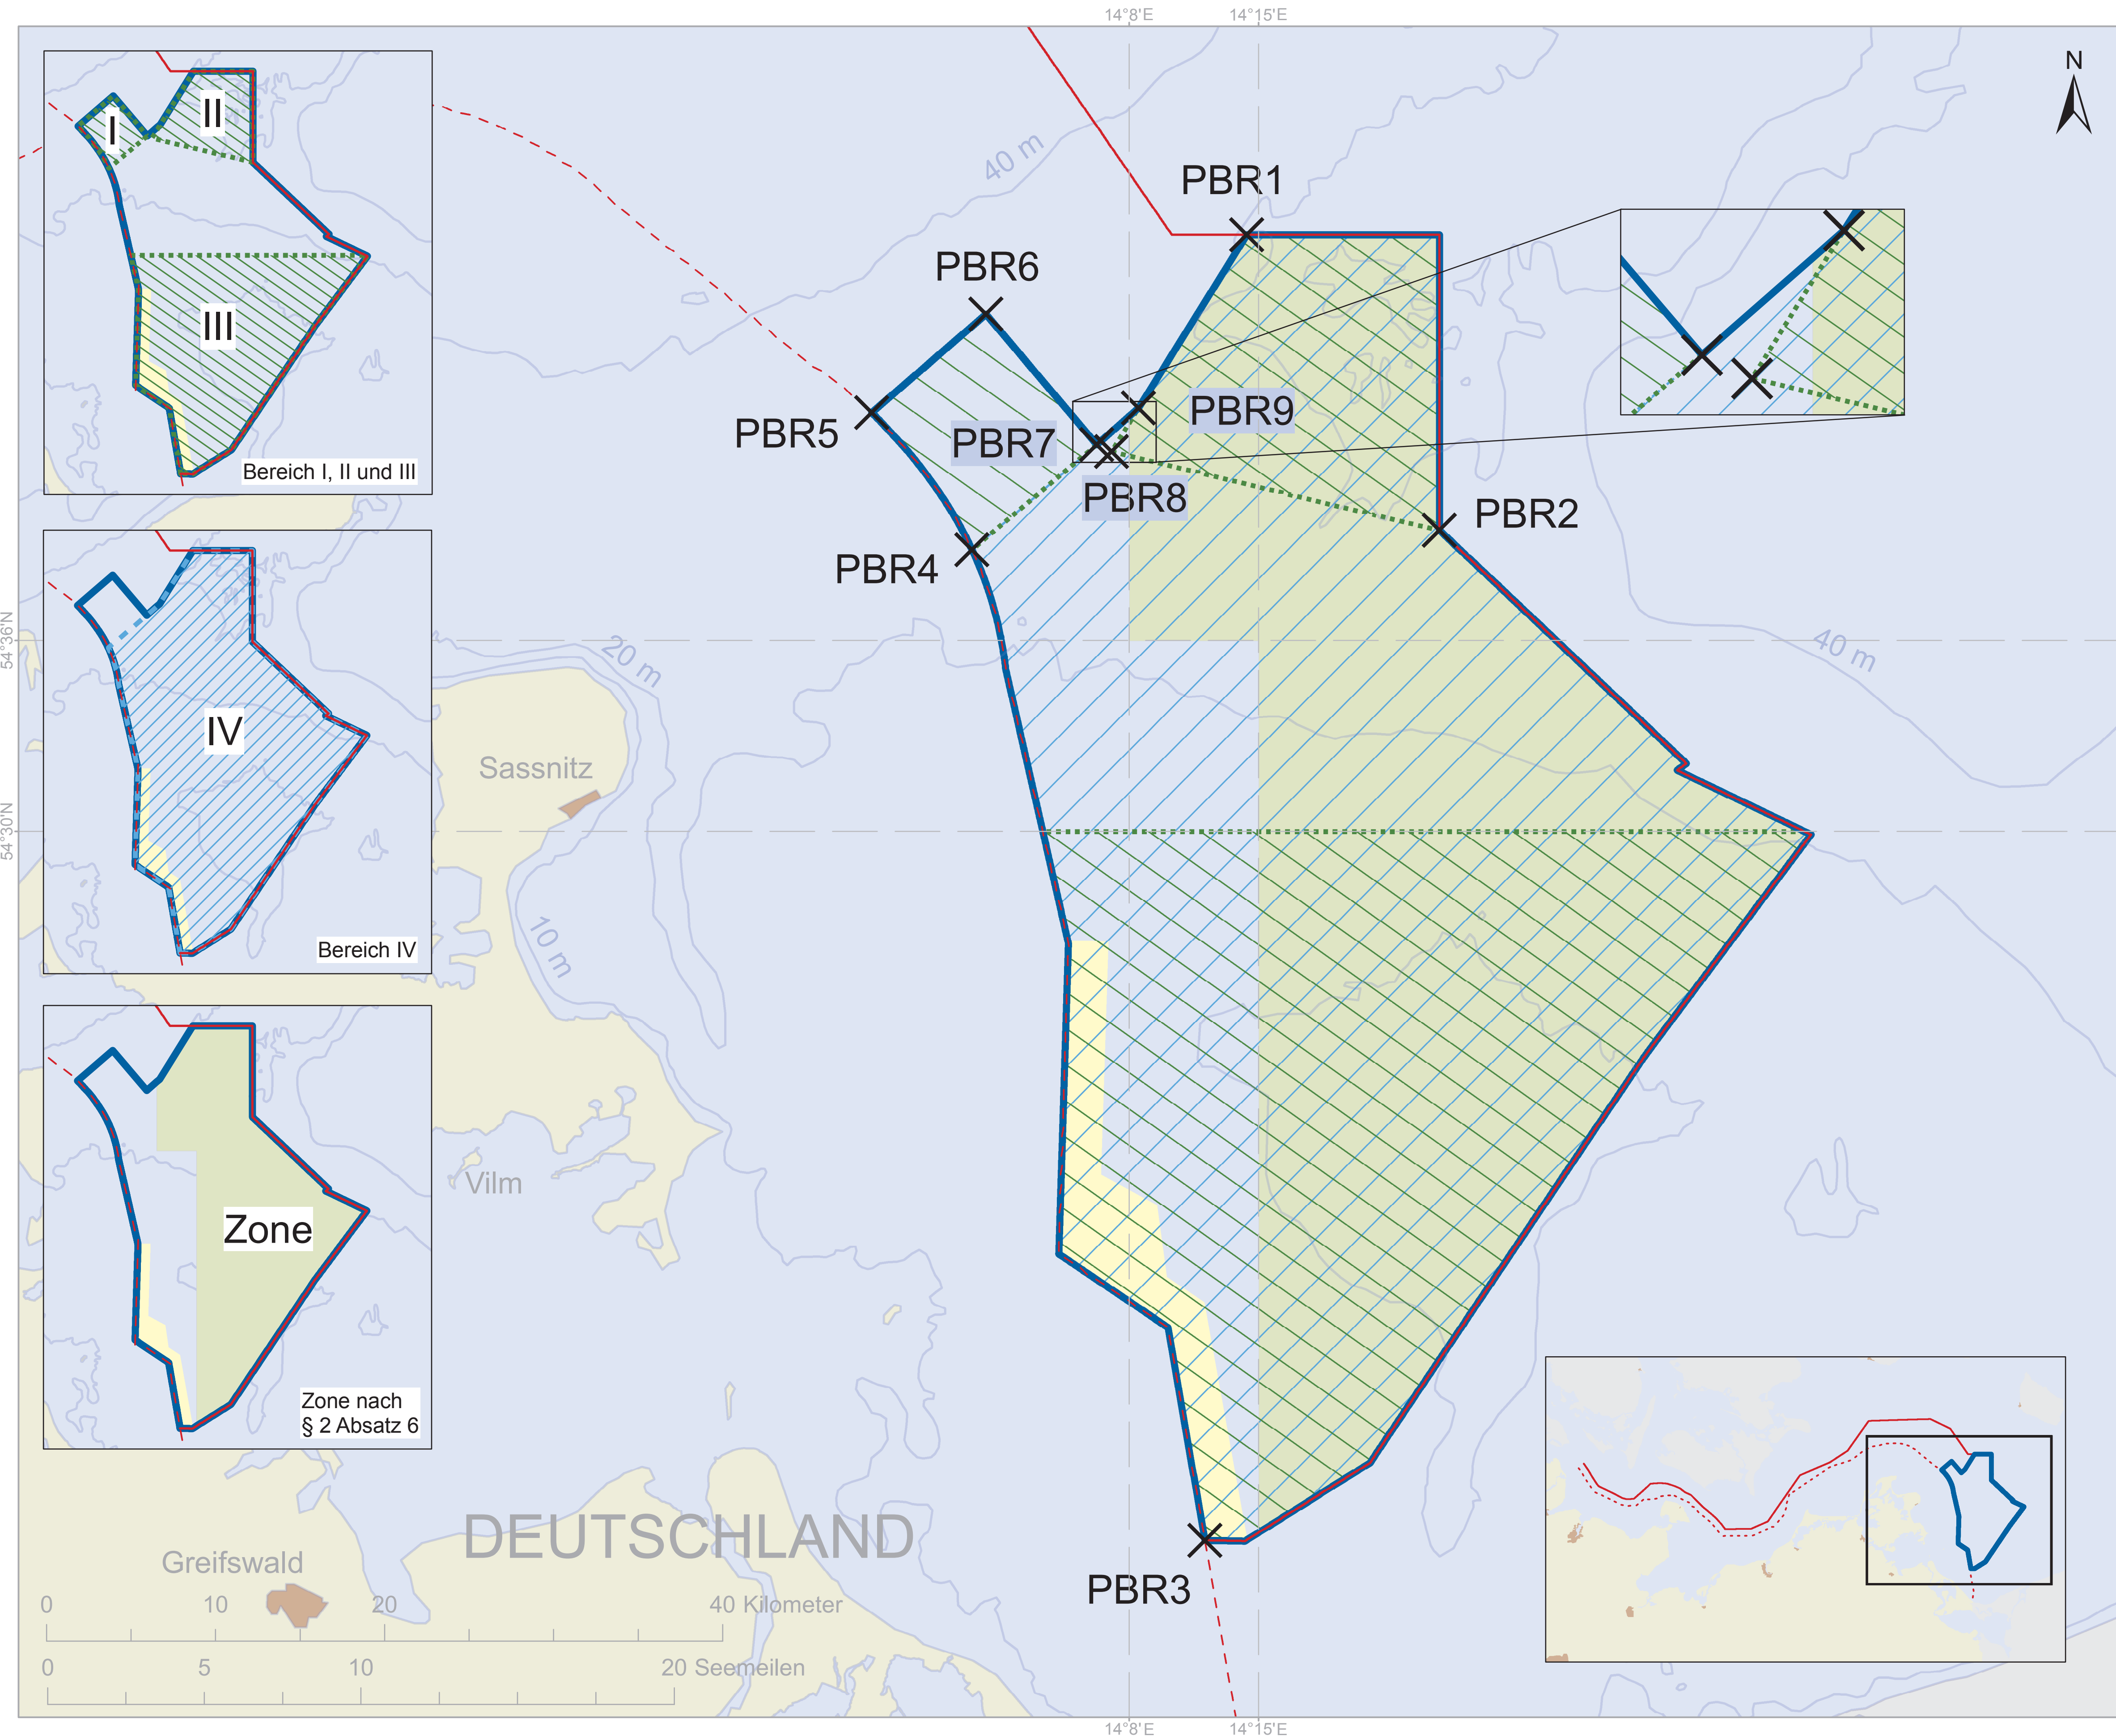 14°8'E
14°15'E
N
I
II
III
Bereich I, II und III
40 m
PBR1
PBR6
PBR5
PBR7
PBR9
PBR8
PBR2
PBR4
54°36'N
20 m
40 m
IV
Bereich IV
Sassnitz
54°30'N
10 m
Vilm
Zone
Zone nach
§ 2 Absatz 6
DEUTSCHLAND
Greifswald
PBR3
0
10
20
40 Kilometer
0
5
10
20 Seemeilen
14°8'E
14°15'E